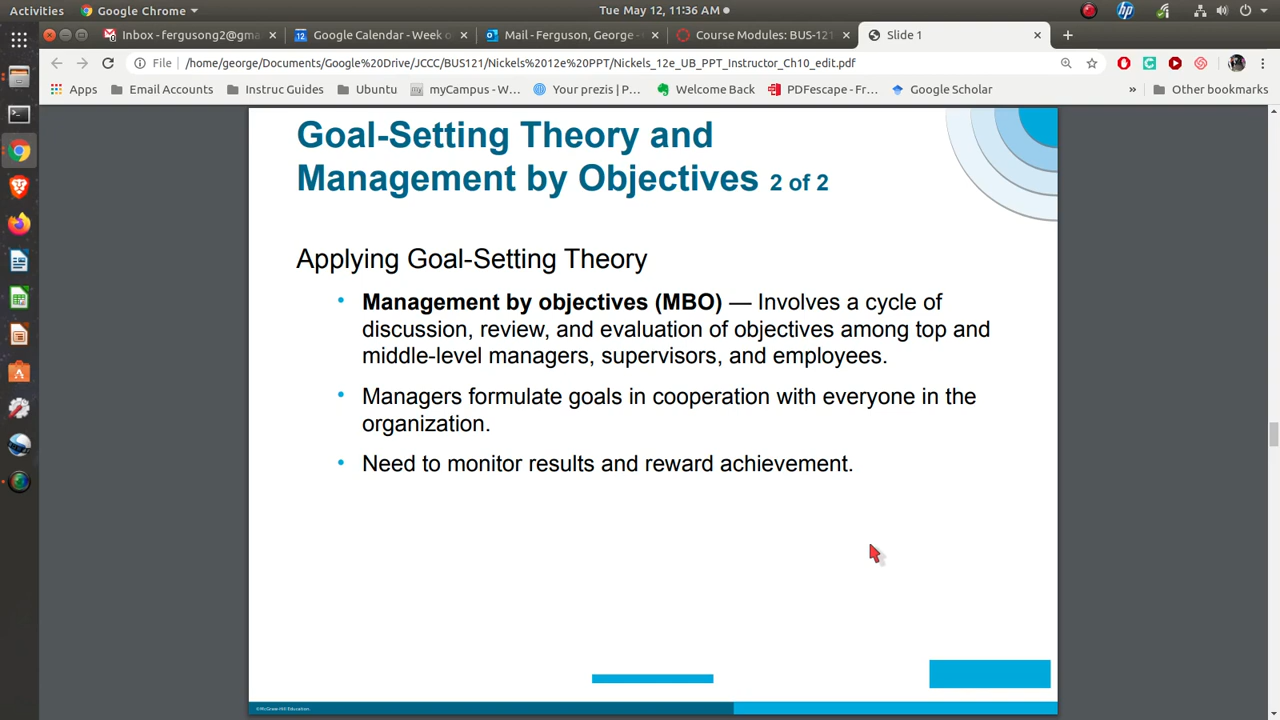 Activities
Google Chrome
Tue May 12, 11:36 AM
Inbox - fergusong2@gma
Google Calendar - Week o
Mail - Ferguson, George -
Course Modules: BUS-121
Slide 1
File
/home/george/Documents/Google%20Drive/JCCC/BUS121/Nickels%2012e%20PPT/Nickels_12e_UB_PPT_Instructor_Ch10_edit.pdf
Apps
Email Accounts
Instruc Guides
Ubuntu
myCampus - W...
Your prezis | P...
Welcome Back
PDFescape - Fr...
Google Scholar
»
Other bookmarks
Goal-Setting Theory and
Management by Objectives 2 of 2
Applying Goal-Setting Theory
• Management by objectives (MBO) — Involves a cycle of
discussion, review, and evaluation of objectives among top and
middle-level managers, supervisors, and employees.
• Managers formulate goals in cooperation with everyone in the
organization.
• Need to monitor results and reward achievement.
©McGraw-Hill Education.